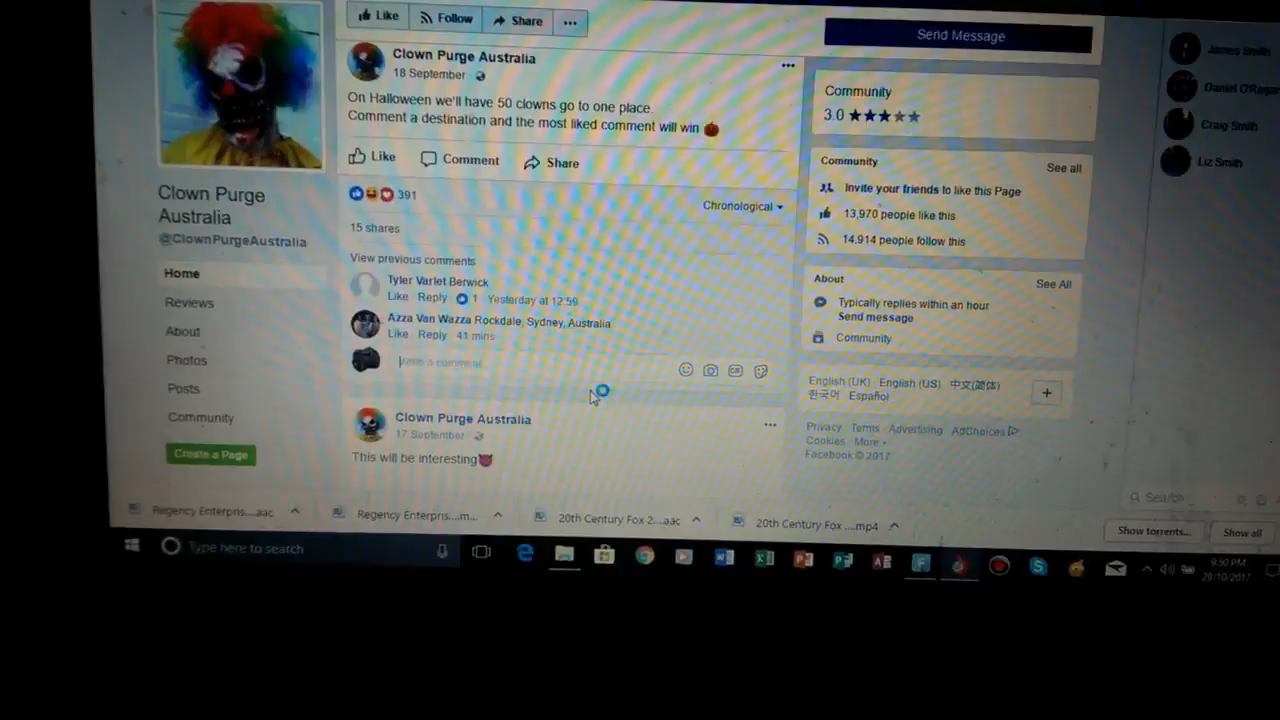 Like Follow Share ...
Send Message
Clown Purge Australia
18 September
On Halloween we'll have 50 clowns go to one place.
Comment a destination and the most liked comment will win
Like Comment Share
391
Chronological
15 shares
View previous comments
Tyler Varlet Berwick
Like · Reply · 1 · Yesterday at 12:59
Azza Van Wazza Rockdale, Sydney, Australia
Like · Reply · 41 mins
Write a comment...
Clown Purge Australia
17 September
This will be interesting
Clown Purge
Australia
@ClownPurgeAustralia
Home
Reviews
About
Photos
Posts
Community
Create a Page
Community
3.0
Community See all
Invite your friends to like this Page
13,970 people like this
14,914 people follow this
About See All
Typically replies within an hour
Send message
Community
English (UK) · English (US) · 中文(简体)
한국어 · Español
Privacy · Terms · Advertising · AdChoices
Cookies · More
Facebook © 2017
James Smith
Daniel O'Regan
Craig Smith
Liz Smith
Search
Regency Enterpris....aac
Regency Enterpris....m...
20th Century Fox 2....aac
20th Century Fox ....mp4
Show torrents...
Show all
Type here to search
9:50 PM
29/10/2017